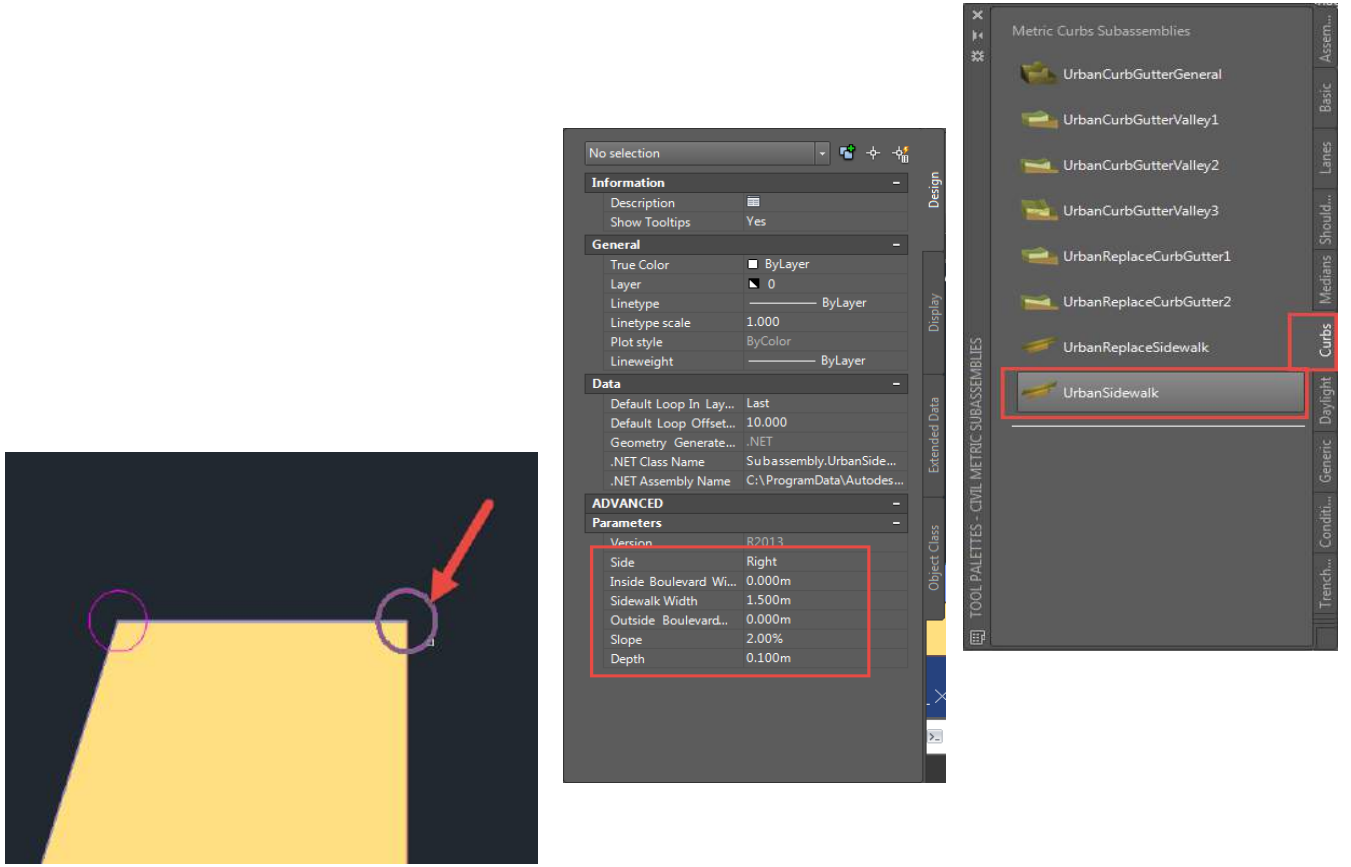 No selection
Information
Description
Show Tooltips Yes
General
True Color ByLayer
Layer 0
Linetype ByLayer
Linetype scale 1.000
Plot style ByColor
Lineweight ByLayer
Data
Default Loop In Lay... Last
Default Loop Offset... 10.000
Geometry Generate... .NET
.NET Class Name Subassembly.UrbanSide...
.NET Assembly Name C:\ProgramData\Autodes...
ADVANCED
Parameters
Version R2013
Side Right
Inside Boulevard Wi... 0.000m
Sidewalk Width 1.500m
Outside Boulevard... 0.000m
Slope 2.00%
Depth 0.100m
Design
Display
Extended Data
Object Class
Metric Curbs Subassemblies
UrbanCurbGutterGeneral
UrbanCurbGutterValley1
UrbanCurbGutterValley2
UrbanCurbGutterValley3
UrbanReplaceCurbGutter1
UrbanReplaceCurbGutter2
UrbanReplaceSidewalk
UrbanSidewalk
TOOL PALETTES - CIVIL METRIC SUBASSEMBLIES
Assem...
Basic
Lanes
Should...
Medians
Curbs
Daylight
Generic
Conditi...
Trench...